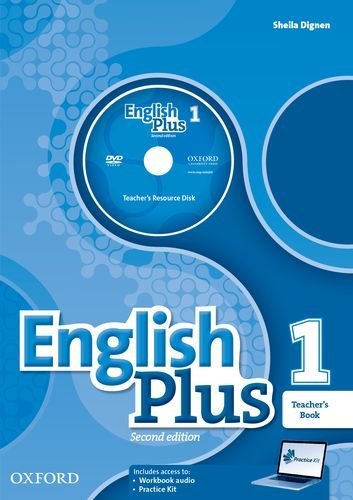 Sheila Dignen
English 1
Plus
Second edition
DVD
VIDEO
OXFORD
UNIVERSITY PRESS
Teacher's Resource Disk
English
Plus
Second edition
1
Teacher's
Book
Includes access to:
• Workbook audio
• Practice Kit
Practice Kit
OXFORD